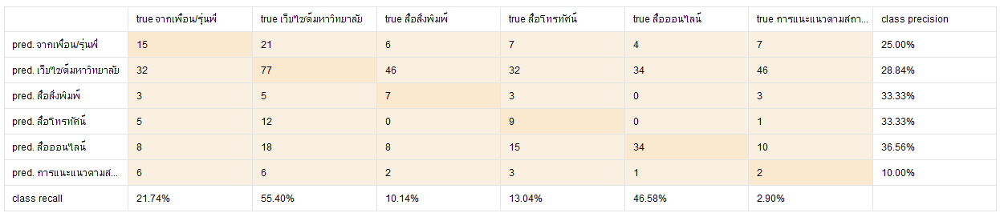 true จากเพื่อน/รุ่นพี่ true เว็บไซต์มหาวิทยาลัย true สื่อสิ่งพิมพ์ true สื่อโทรทัศน์ true สื่อออนไลน์ true การแนะแนวตามสถา... class precision
pred. จากเพื่อน/รุ่นพี่ 15 21 6 7 4 7 25.00%
pred. เว็บไซต์มหาวิทยาลัย 32 77 46 32 34 46 28.84%
pred. สื่อสิ่งพิมพ์ 3 5 7 3 0 3 33.33%
pred. สื่อโทรทัศน์ 5 12 0 9 0 1 33.33%
pred. สื่อออนไลน์ 8 18 8 15 34 10 36.56%
pred. การแนะแนวตามส... 6 6 2 3 1 2 10.00%
class recall 21.74% 55.40% 10.14% 13.04% 46.58% 2.90%